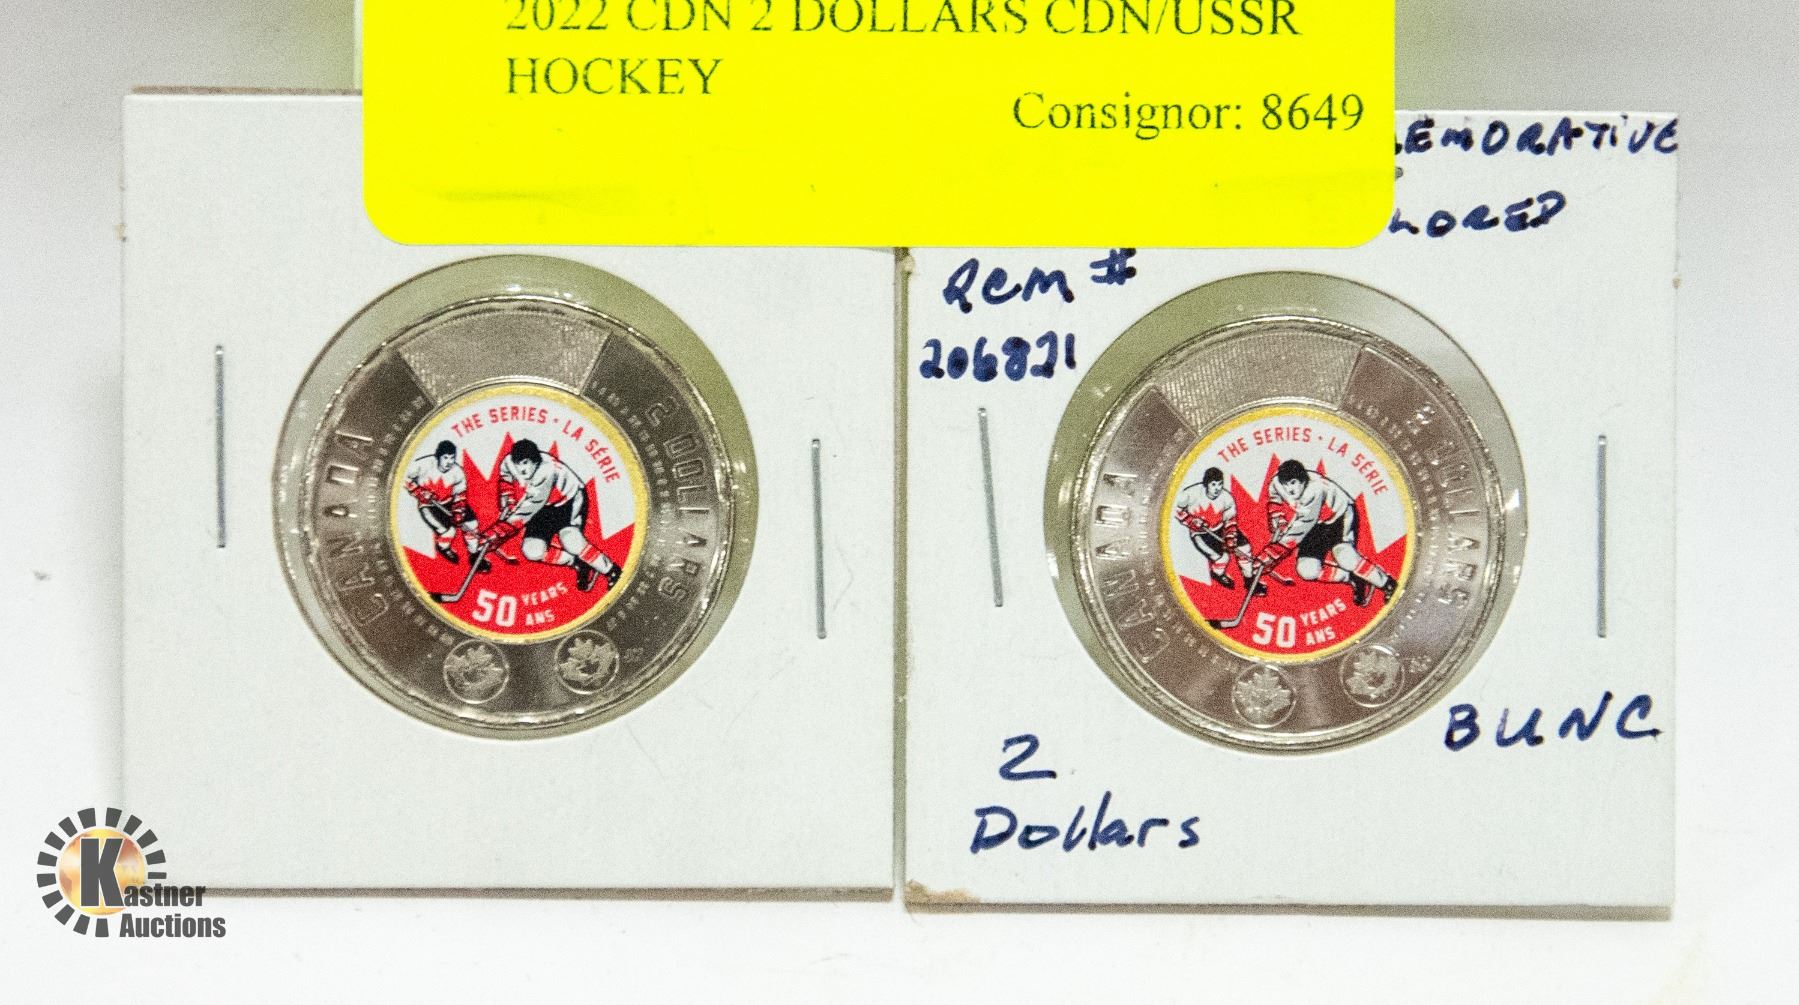 2022 CDN 2 DOLLARS CDN/USSR
HOCKEY
Consignor: 8649
EMORATIVE
LORED
RCM #
206821
THE SERIES · LA SÉRIE
50 YEARS
ANS
CANADA
2 DOLLARS
THE SERIES · LA SÉRIE
50 YEARS
ANS
CANADA
2 DOLLARS
BUNC
2
Dollars
Kastner
Auctions